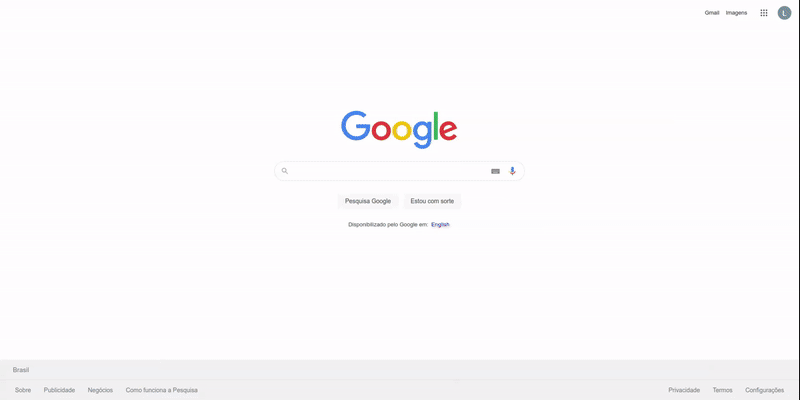 Gmail Imagens L
Google
Pesquisa Google Estou com sorte
Disponibilizado pelo Google em: English
Brasil
Sobre Publicidade Negócios Como funciona a Pesquisa Privacidade Termos Configurações